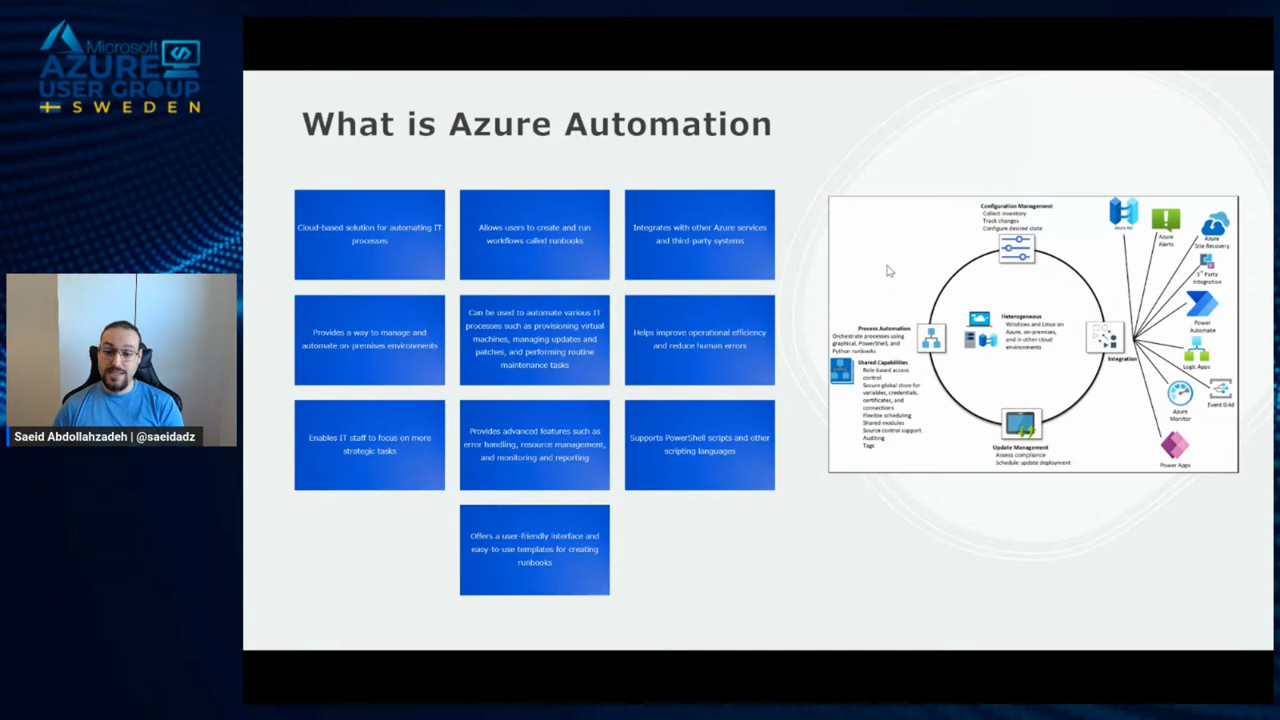 Microsoft
AZURE
USER GROUP
SWEDEN
What is Azure Automation
Cloud-based solution for automating IT
processes
Allows users to create and run
workflows called runbooks
Integrates with other Azure services
and third-party systems
Provides a way to manage and
automate on-premises environments
Can be used to automate various IT
processes such as provisioning virtual
machines, managing updates and
patches, and performing routine
maintenance tasks
Helps improve operational efficiency
and reduce human errors
Enables IT staff to focus on more
strategic tasks
Provides advanced features such as
error handling, resource management,
and monitoring and reporting
Supports PowerShell scripts and other
scripting languages
Offers a user-friendly interface and
easy-to-use templates for creating
runbooks
Configuration Management
Collect inventory
Track changes
Configure desired state
Process Automation
Orchestrate processes using
graphical, PowerShell, and
Python runbooks
Shared Capabilities
Role-based access
control
Secure global store for
variables, credentials,
certificates, and
connections
Flexible scheduling
Shared modules
Source control support
Auditing
Tags
Heterogeneous
Windows and Linux on
Azure, on-premises,
and in other cloud
environments
Integration
Update Management
Assess compliance
Schedule update deployment
Azure
Alerts
Azure
Site Recovery
3rd Party
Integration
Power
Automate
Logic Apps
Event Grid
Azure
Monitor
Power Apps
Saeid Abdollahzadeh | @saeidadz